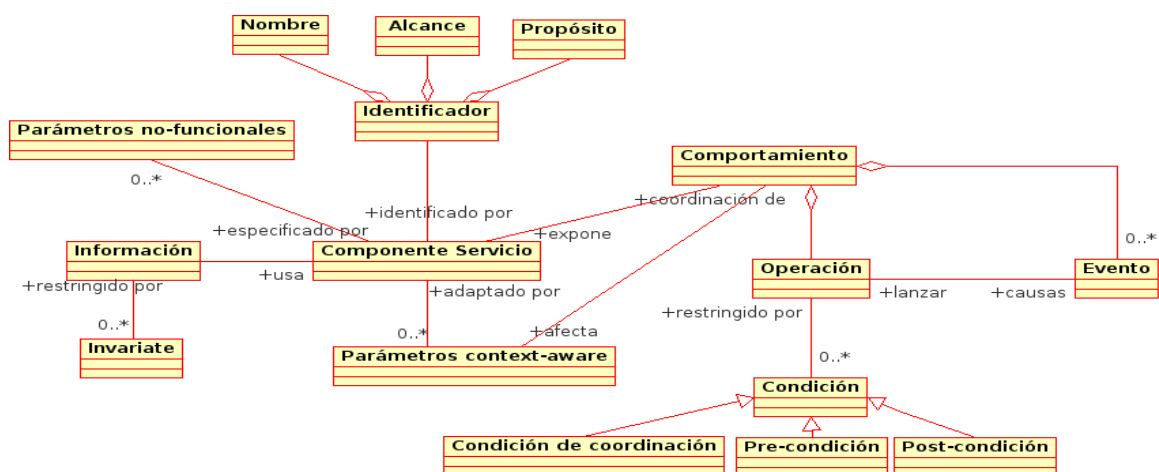 Nombre
Alcance
Propósito
Identificador
Parámetros no-funcionales
Comportamiento
0..*
+coordinación de
+identificado por
+especificado por
+expone
0..*
Información
Componente Servicio
Operación
Evento
+usa
+restringido por
+adaptado por
+lanzar
+causas
+restringido por
0..*
0..*
+afecta
Invariate
Parámetros context-aware
0..*
Condición
Condición de coordinación
Pre-condición
Post-condición